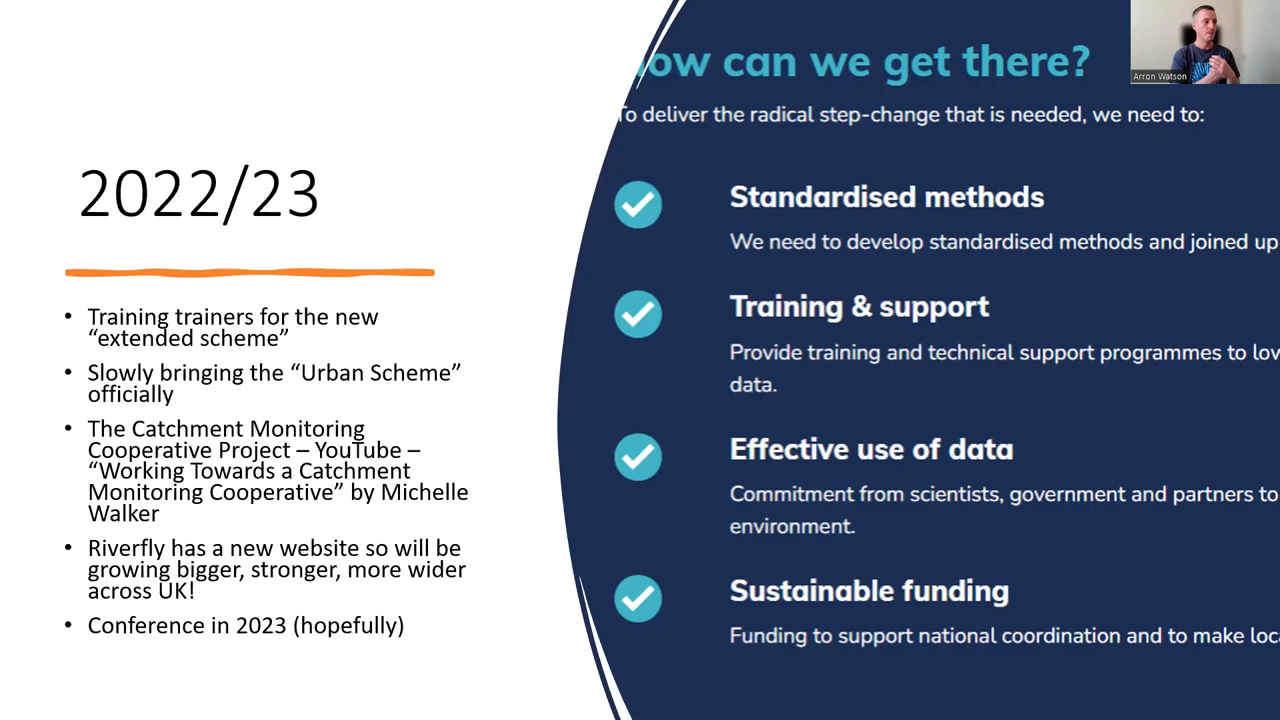 2022/23
• Training trainers for the new
“extended scheme”
• Slowly bringing the “Urban Scheme”
officially
• The Catchment Monitoring
Cooperative Project – YouTube –
“Working Towards a Catchment
Monitoring Cooperative” by Michelle
Walker
• Riverfly has a new website so will be
growing bigger, stronger, more wider
across UK!
• Conference in 2023 (hopefully)
ow can we get there?
To deliver the radical step-change that is needed, we need to:
Standardised methods
We need to develop standardised methods and joined up
Training & support
Provide training and technical support programmes to
data.
Effective use of data
Commitment from scientists, government and partners to
environment.
Sustainable funding
Funding to support national coordination and to make
Arron Watson